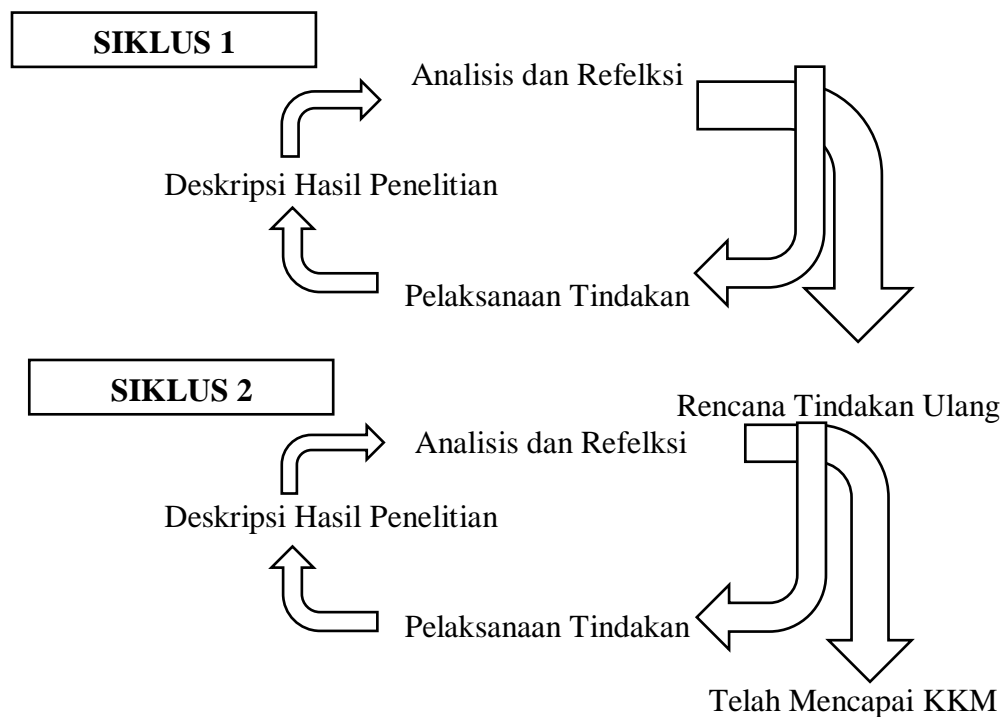 SIKLUS 1
Analisis dan Refelksi
Deskripsi Hasil Penelitian
Pelaksanaan Tindakan
SIKLUS 2
Rencana Tindakan Ulang
Analisis dan Refelksi
Deskripsi Hasil Penelitian
Pelaksanaan Tindakan
Telah Mencapai KKM